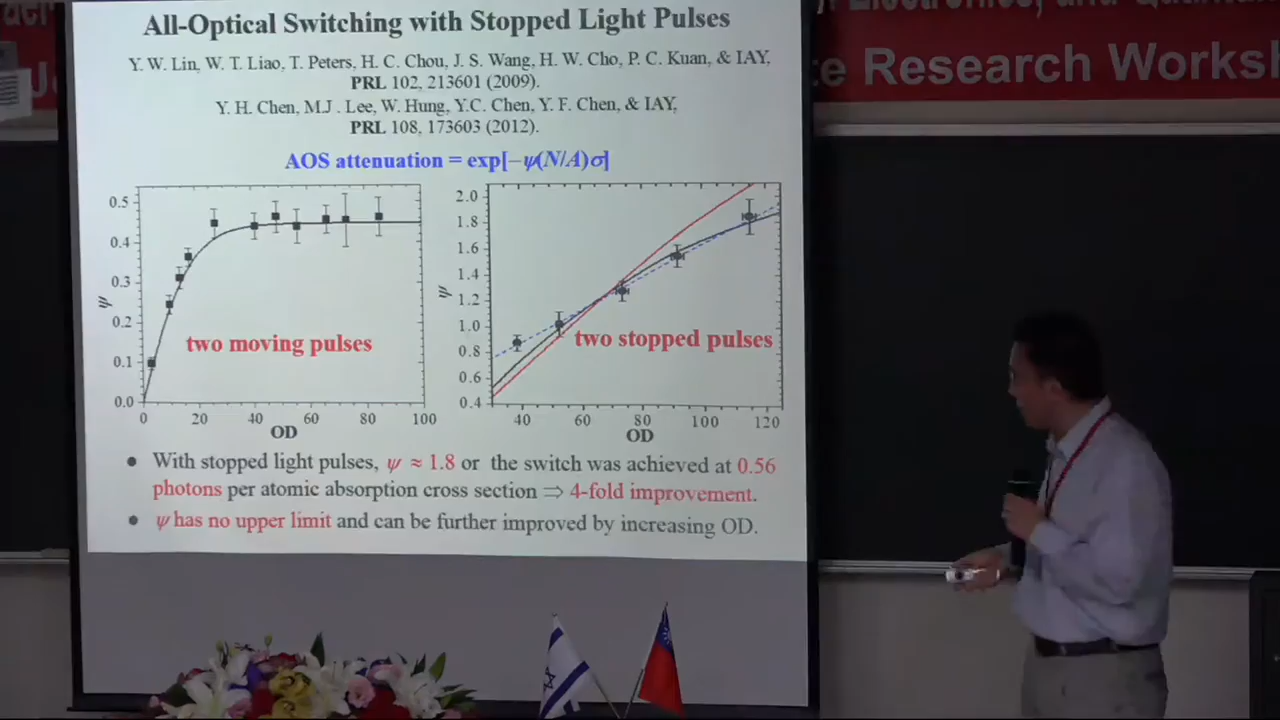 te Research Worksh
All-Optical Switching with Stopped Light Pulses
Y. W. Lin, W. T. Liao, T. Peters, H. C. Chou, J. S. Wang, H. W. Cho, P. C. Kuan, & IAY,
PRL 102, 213601 (2009).
Y. H. Chen, M.J . Lee, W. Hung, Y.C. Chen, Y. F. Chen, & IAY,
PRL 108, 173603 (2012).
AOS attenuation = exp[−ψ(N/A)σ]
0.5
0.4
0.3
0.2
0.1
0.0
ψ
two moving pulses
0 20 40 60 80 100
OD
2.0
1.8
1.6
1.4
1.2
1.0
0.8
0.6
0.4
ψ
two stopped pulses
40 60 80 100 120
OD
● With stopped light pulses, ψ ≈ 1.8 or the switch was achieved at 0.56
photons per atomic absorption cross section ⇒ 4-fold improvement.
● ψ has no upper limit and can be further improved by increasing OD.